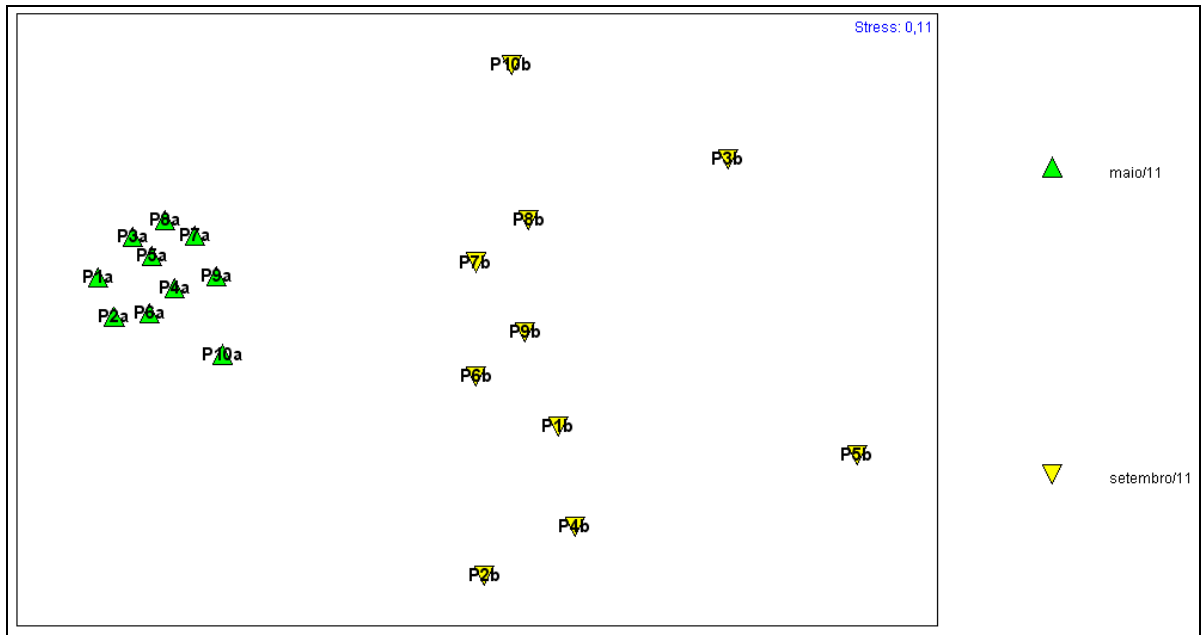 Stress: 0,11
P10b
P3b
maio/11
P8a
P8b
P3a
P7a
P5a
P7b
P1a
P9a
P4a
P2a
P6a
P9b
P10a
P6b
P1b
P5b
setembro/11
P4b
P2b